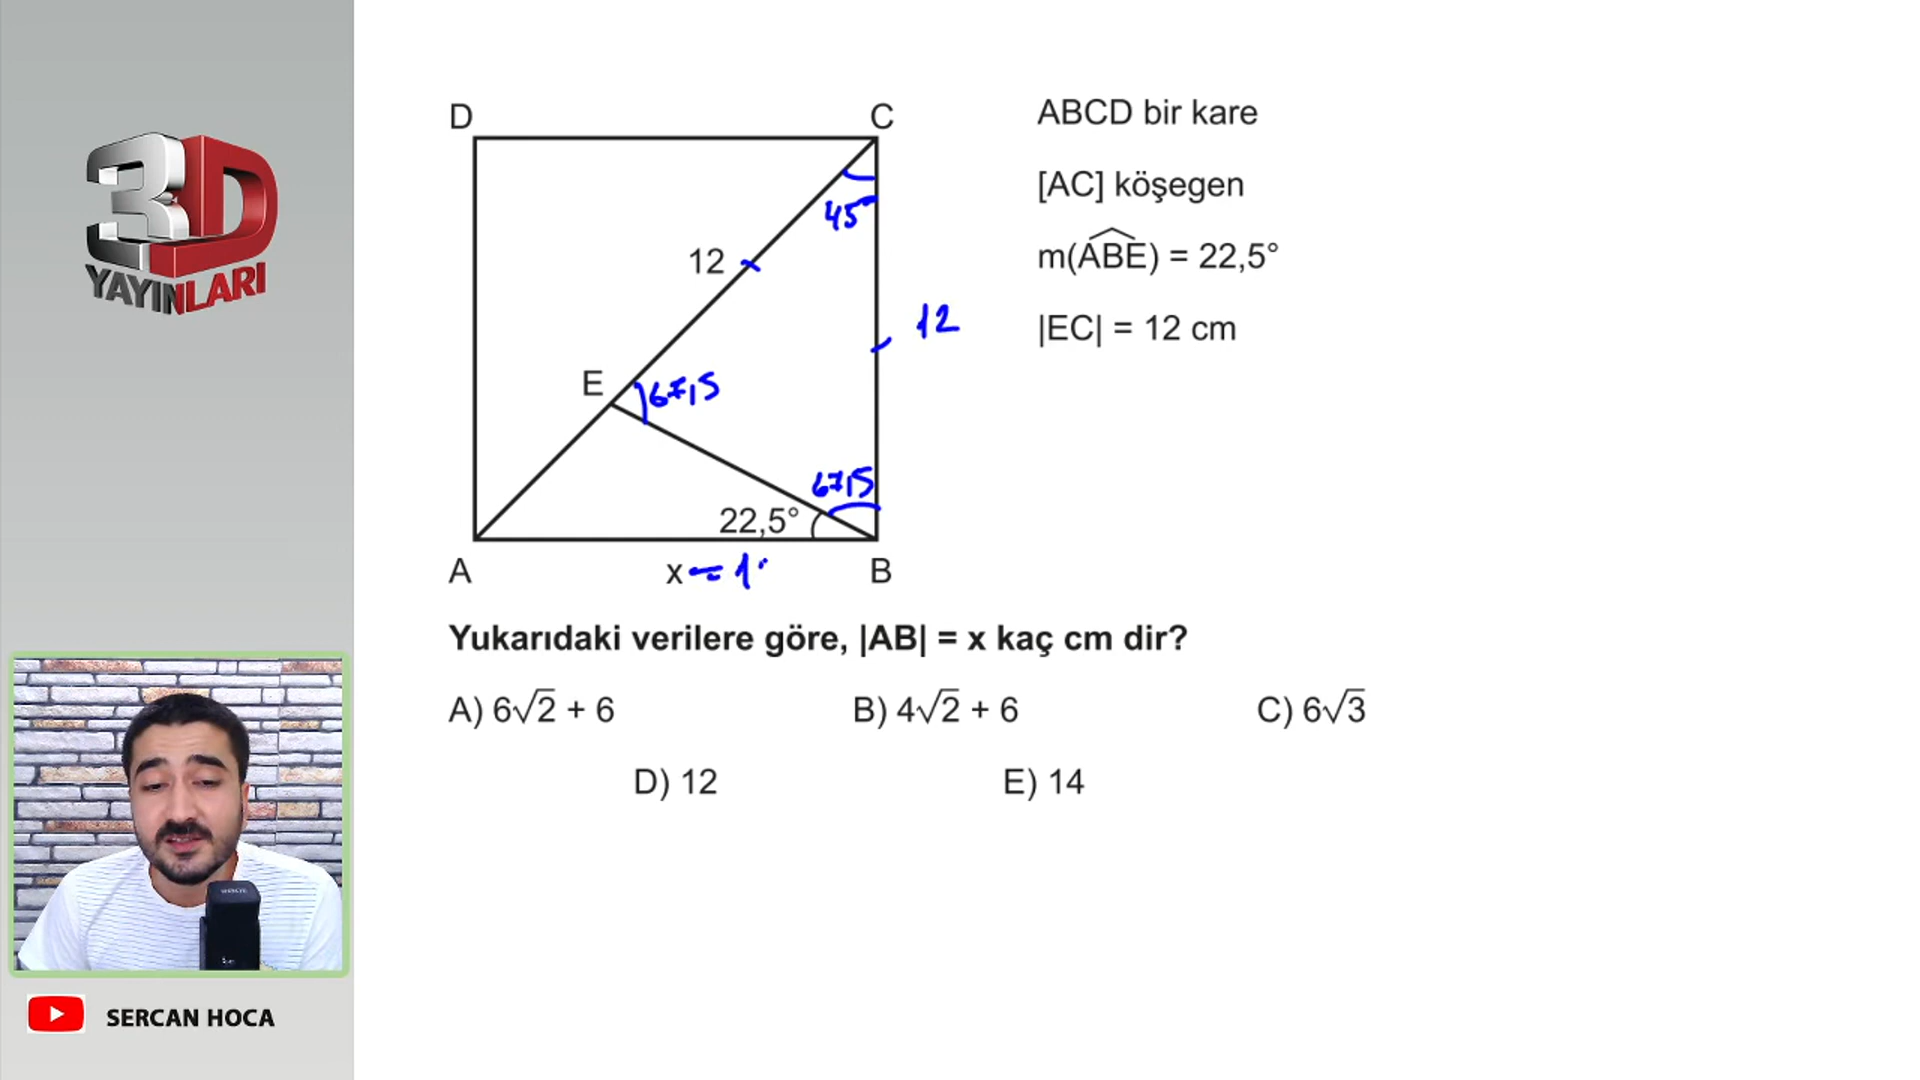 3D
YAYINLARI
D
C
45°
12
12
E
67,5
67,5
22,5°
A
x = 1
B
ABCD bir kare
[AC] köşegen
m(ABE) = 22,5°
|EC| = 12 cm
Yukarıdaki verilere göre, |AB| = x kaç cm dir?
A) 6√2 + 6
B) 4√2 + 6
C) 6√3
D) 12
E) 14
SERCAN HOCA